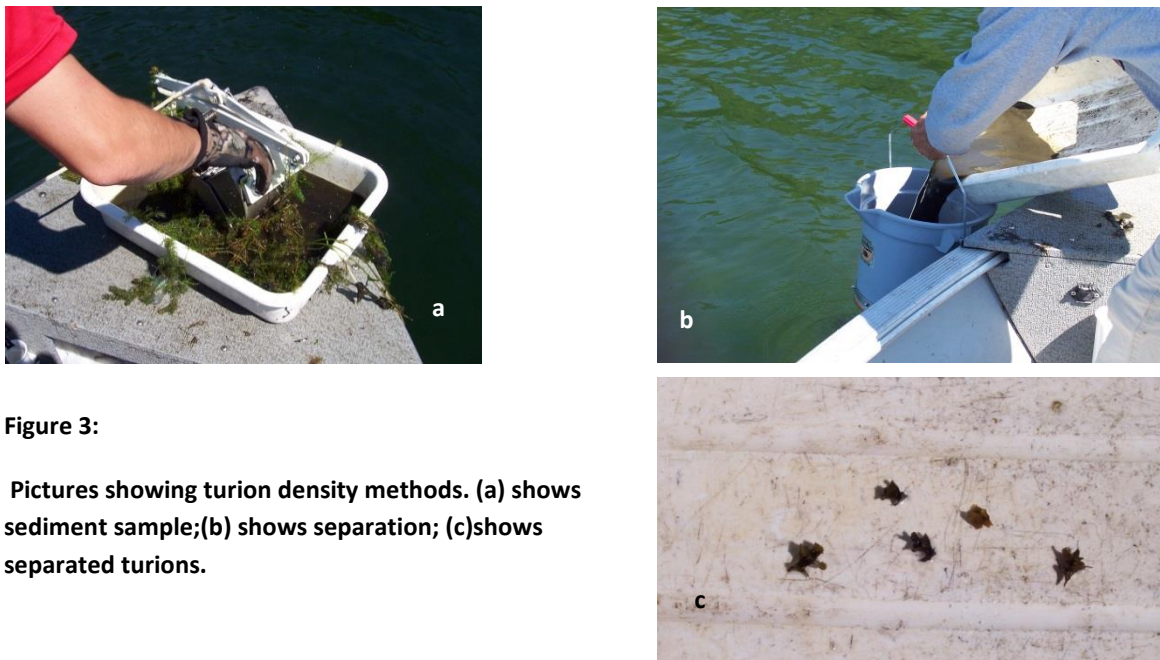 a
b
Figure 3:
Pictures showing turion density methods. (a) shows
sediment sample;(b) shows separation; (c)shows
separated turions.
c